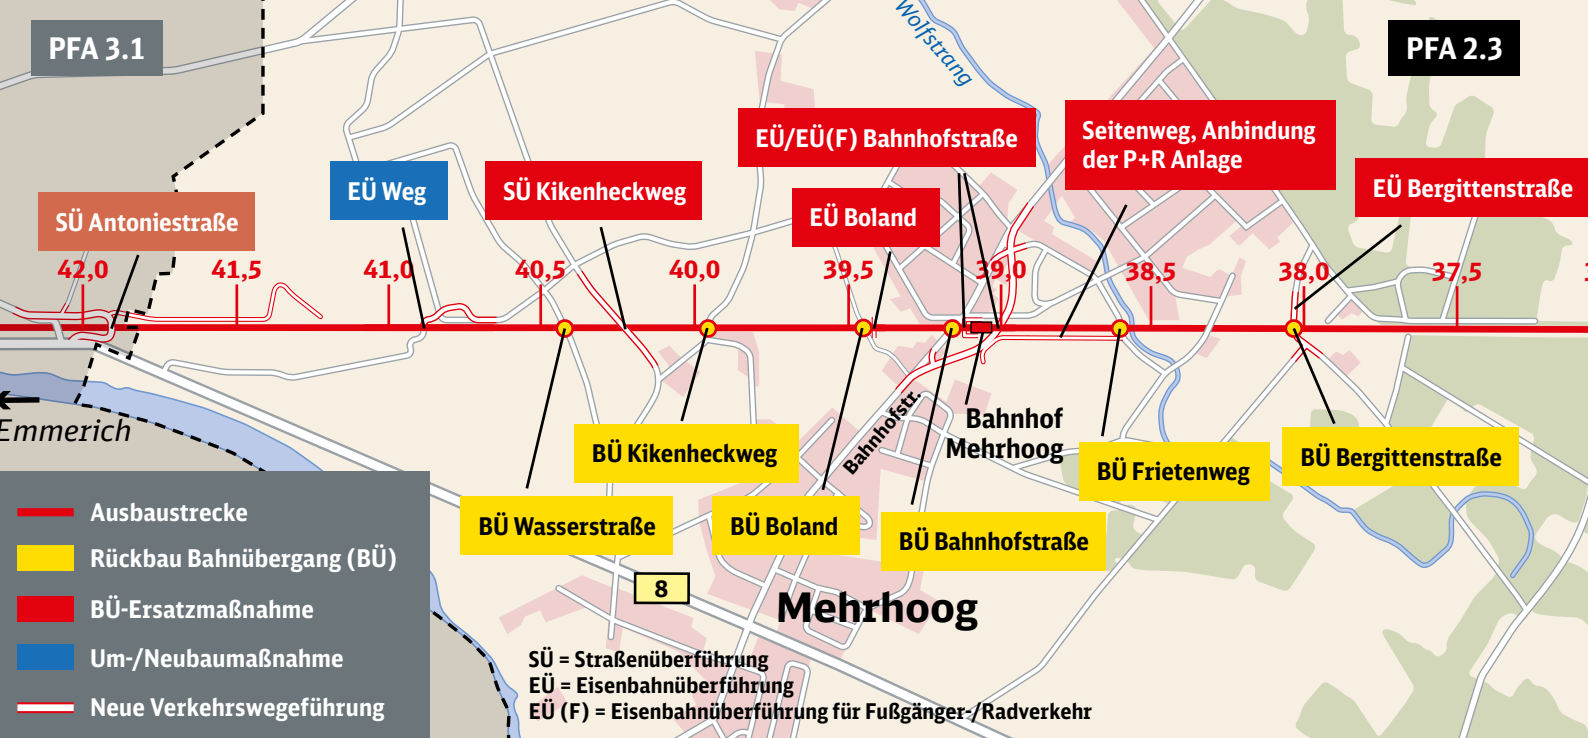 PFA 3.1
PFA 2.3
Wolfstrang
EÜ/EÜ(F) Bahnhofstraße
Seitenweg, Anbindung
der P+R Anlage
EÜ Weg
SÜ Kikenheckweg
EÜ Bergittenstraße
SÜ Antoniestraße
EÜ Boland
42,0
41,5
41,0
40,5
40,0
39,5
39,0
38,5
38,0
37,5
Emmerich
Bahnhofstr.
Bahnhof
Mehrhoog
BÜ Kikenheckweg
BÜ Frietenweg
BÜ Bergittenstraße
BÜ Wasserstraße
BÜ Boland
BÜ Bahnhofstraße
8
Mehrhoog
Ausbaustrecke
Rückbau Bahnübergang (BÜ)
BÜ-Ersatzmaßnahme
Um-/Neubaumaßnahme
Neue Verkehrswegeführung
SÜ = Straßenüberführung
EÜ = Eisenbahnüberführung
EÜ (F) = Eisenbahnüberführung für Fußgänger-/Radverkehr